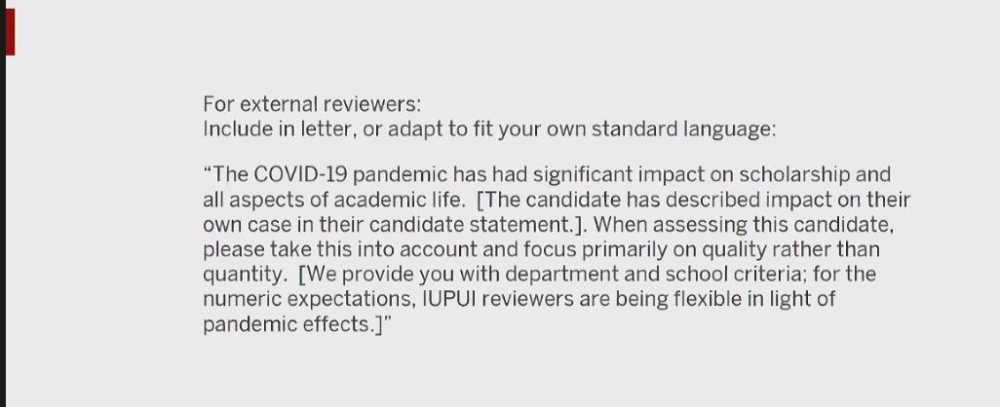 For external reviewers:
Include in letter, or adapt to fit your own standard language:
“The COVID-19 pandemic has had significant impact on scholarship and
all aspects of academic life.  [The candidate has described impact on their
own case in their candidate statement.]. When assessing this candidate,
please take this into account and focus primarily on quality rather than
quantity.  [We provide you with department and school criteria; for the
numeric expectations, IUPUI reviewers are being flexible in light of
pandemic effects.]”